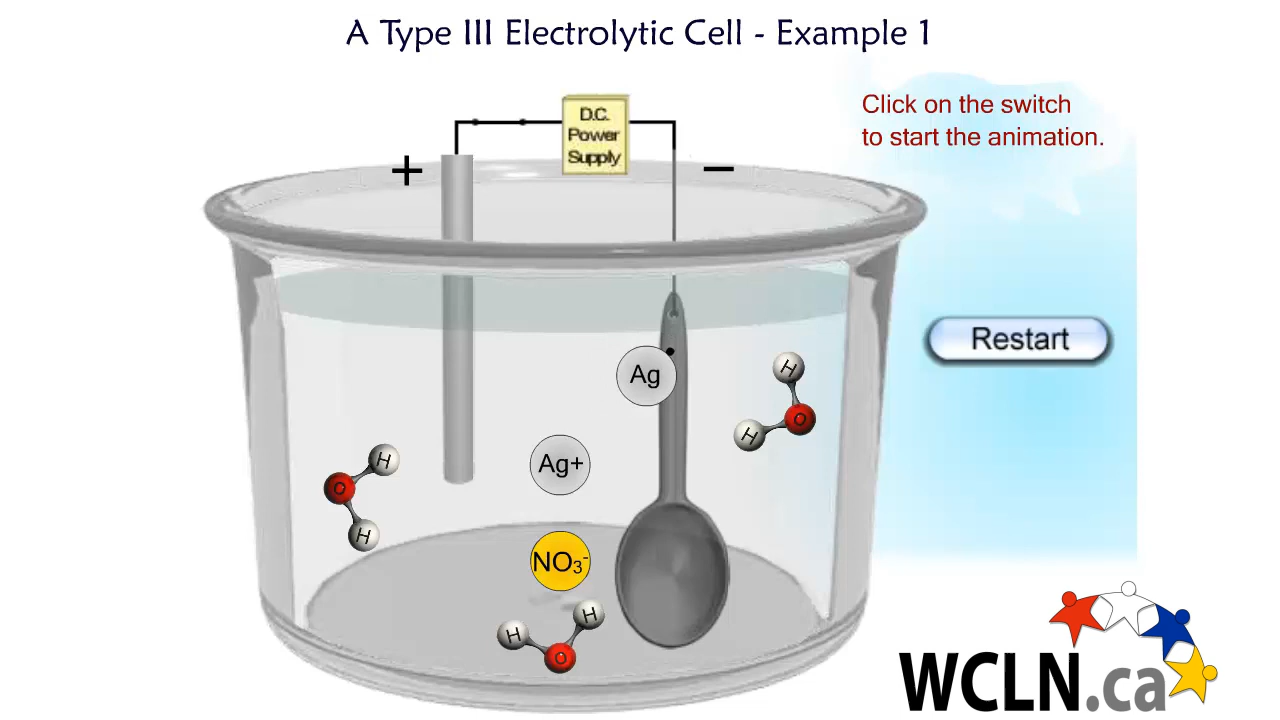 A Type III Electrolytic Cell - Example 1
Click on the switch
to start the animation.
D.C.
Power
Supply
+
−
Restart
Ag
H
O
H
Ag+
H
O
H
NO₃⁻
H
H
O
WCLN.ca